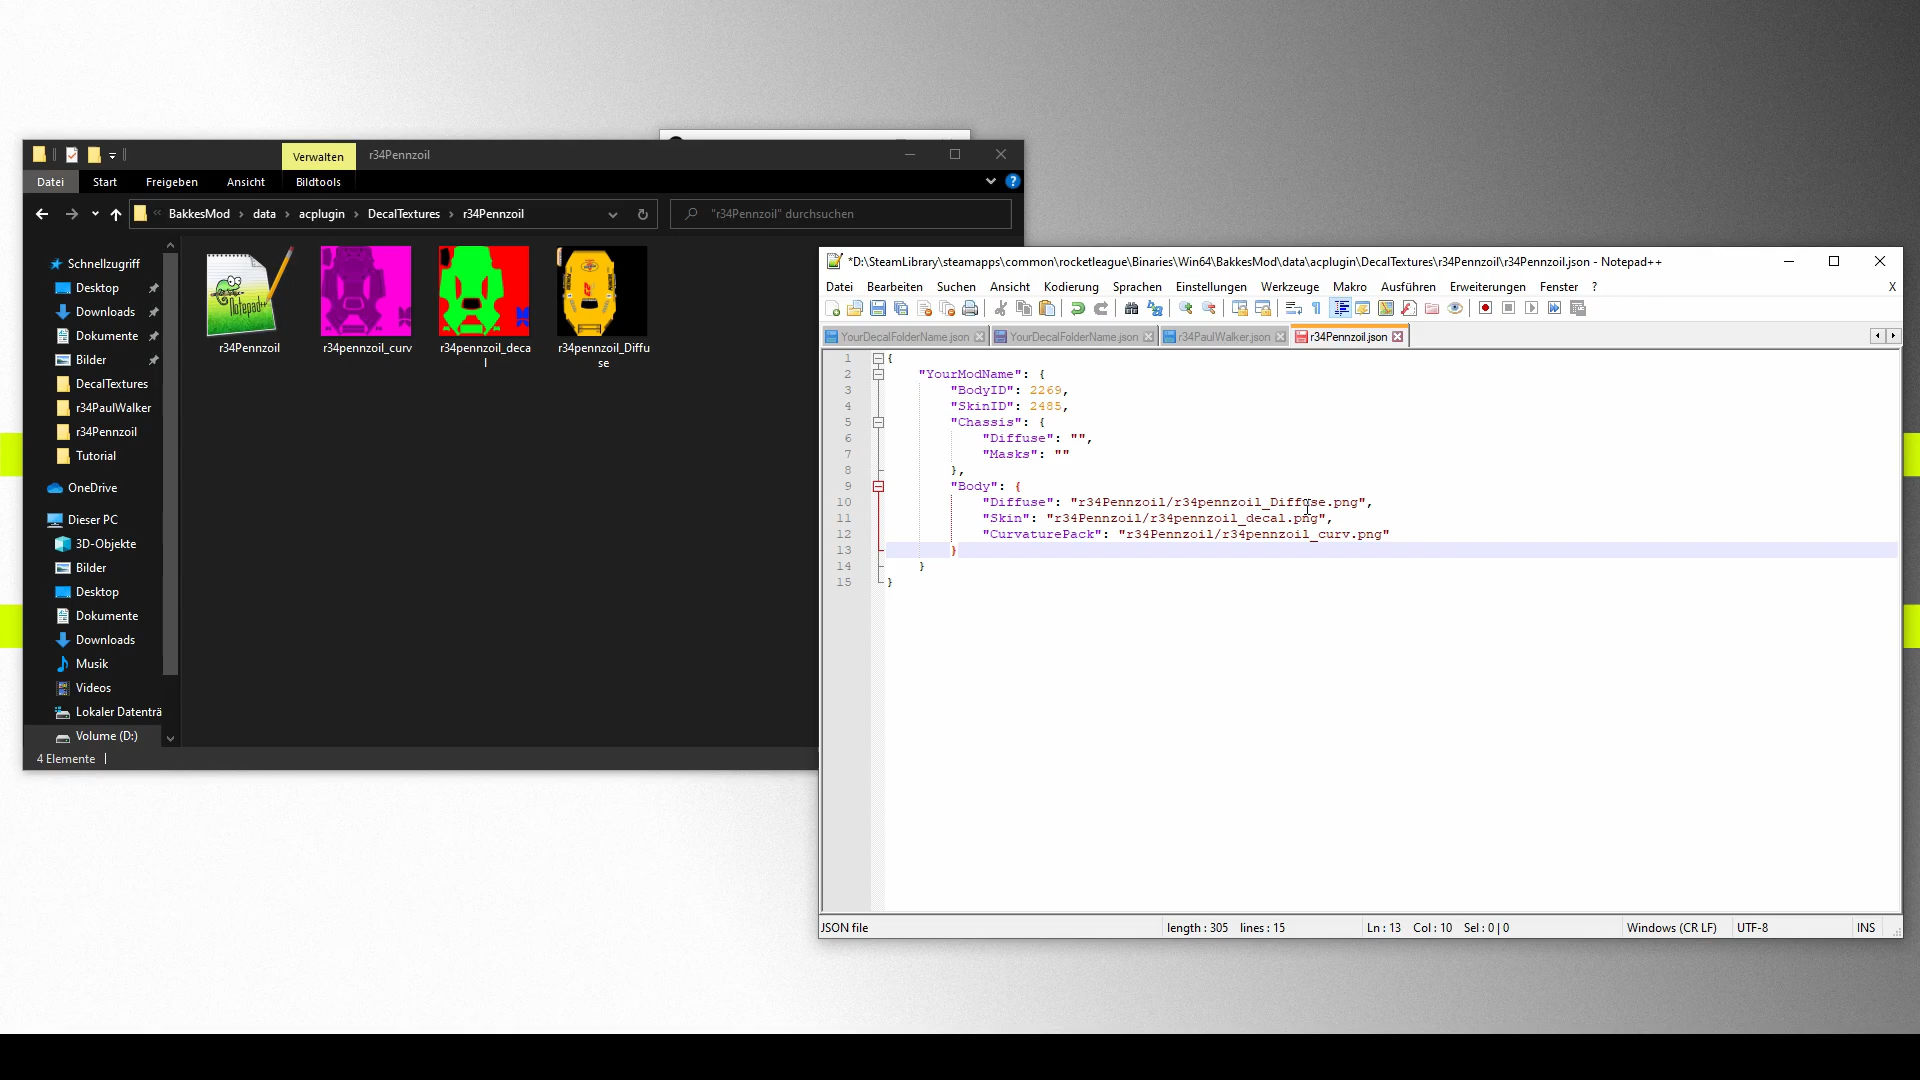 Verwalten
r34Pennzoil
Datei
Start
Freigeben
Ansicht
Bildtools
BakkesMod
data
acplugin
DecalTextures
r34Pennzoil
"r34Pennzoil" durchsuchen
Schnellzugriff
Desktop
Downloads
Dokumente
Bilder
DecalTextures
r34PaulWalker
r34Pennzoil
Tutorial
OneDrive
Dieser PC
3D-Objekte
Bilder
Desktop
Dokumente
Downloads
Musik
Videos
Lokaler Datenträ
Volume (D:)
r34Pennzoil
r34pennzoil_curv
r34pennzoil_deca
l
r34pennzoil_Diffu
se
4 Elemente
*D:\SteamLibrary\steamapps\common\rocketleague\Binaries\Win64\BakkesMod\data\acplugin\DecalTextures\r34Pennzoil\r34Pennzoil.json - Notepad++
Datei Bearbeiten Suchen Ansicht Kodierung Sprachen Einstellungen Werkzeuge Makro Ausführen Erweiterungen Fenster ? X
YourDecalFolderName.json YourDecalFolderName.json r34PaulWalker.json r34Pennzoil.json
1 {
2 "YourModName": {
3 "BodyID": 2269,
4 "SkinID": 2485,
5 "Chassis": {
6 "Diffuse": "",
7 "Masks": ""
8 },
9 "Body": {
10 "Diffuse": "r34Pennzoil/r34pennzoil_Diffuse.png",
11 "Skin": "r34Pennzoil/r34pennzoil_decal.png",
12 "CurvaturePack": "r34Pennzoil/r34pennzoil_curv.png"
13 }
14 }
15 }
JSON file length : 305 lines : 15 Ln : 13 Col : 10 Sel : 0 | 0 Windows (CR LF) UTF-8 INS